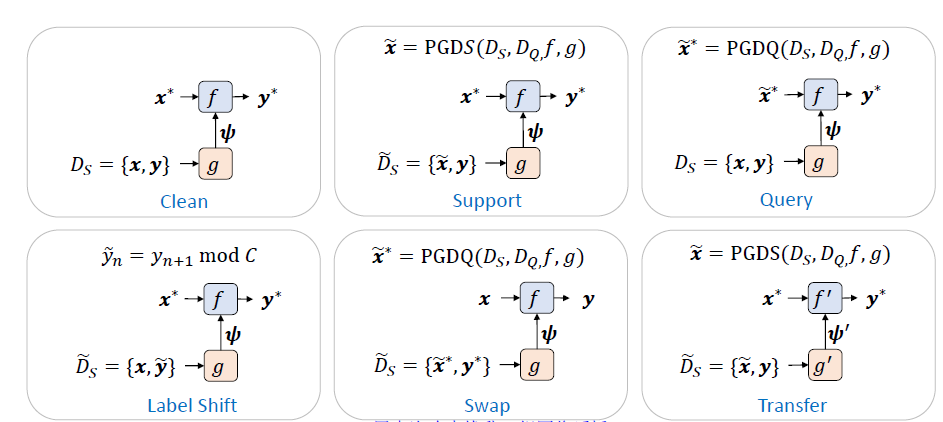 x* → f → y*
ψ
D_S = {x, y} → g
Clean
x̃ = PGDS(D_S, D_Q, f, g)
x* → f → y*
ψ
D̃_S = {x̃, y} → g
Support
x̃* = PGDQ(D_S, D_Q, f, g)
x̃* → f → y*
ψ
D_S = {x, y} → g
Query
ỹ_n = y_{n+1} mod C
x* → f → y*
ψ
D̃_S = {x, ỹ} → g
Label Shift
x̃* = PGDQ(D_S, D_Q, f, g)
x → f → y
ψ
D̃_S = {x̃*, y*} → g
Swap
x̃ = PGDS(D_S, D_Q, f, g)
x* → f′ → y*
ψ′
D̃_S = {x̃, y} → g′
Transfer